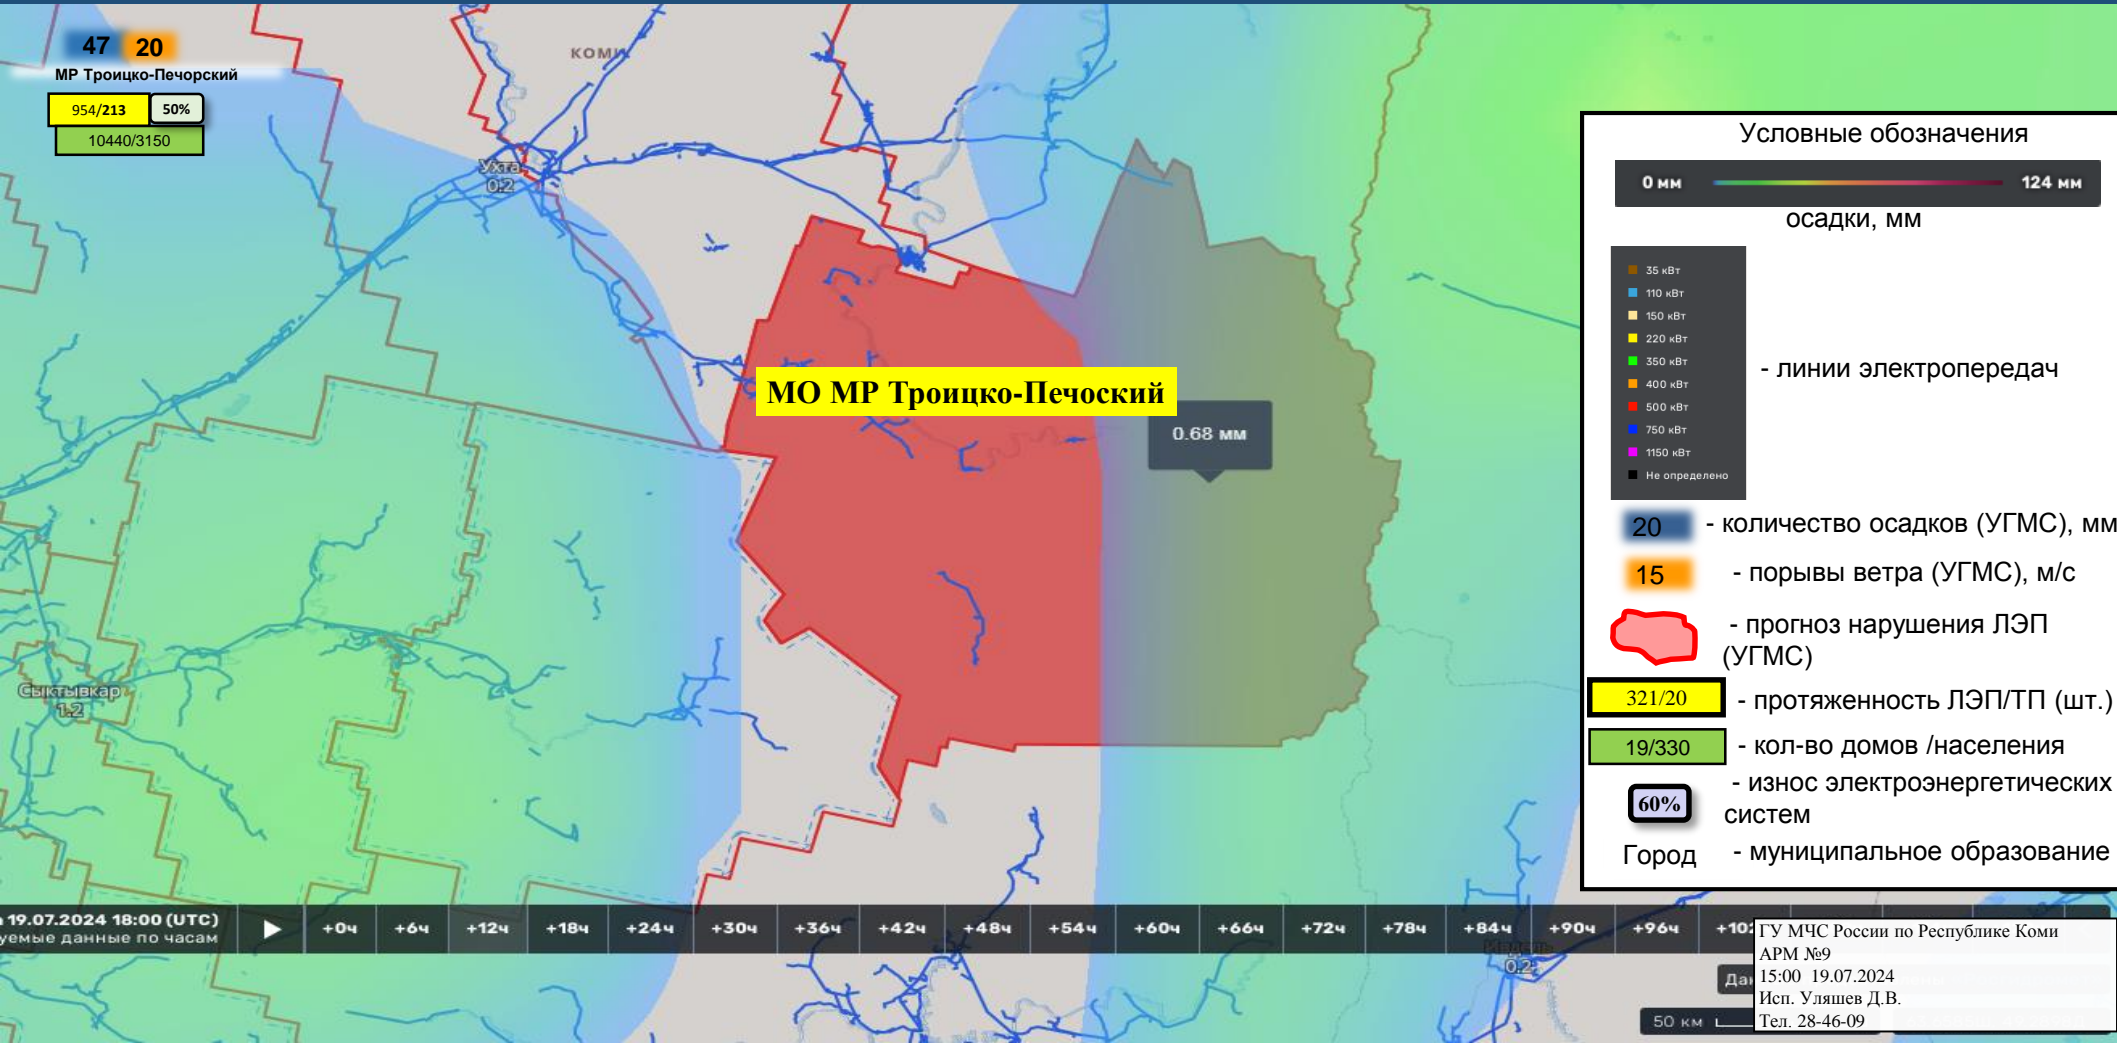 47 20
МР Троицко-Печорский
954/213 50%
10440/3150
КОМИ
Ухта
0.2
МО МР Троицко-Печоский
0.68 мм
Сыктывкар
1.2
Условные обозначения
0 мм 124 мм
осадки, мм
35 кВт
110 кВт
150 кВт
220 кВт
350 кВт
400 кВт
500 кВт
750 кВт
1150 кВт
Не определено
- линии электропередач
20 - количество осадков (УГМС), мм
15 - порывы ветра (УГМС), м/с
- прогноз нарушения ЛЭП
(УГМС)
321/20 - протяженность ЛЭП/ТП (шт.)
19/330 - кол-во домов /населения
- износ электроэнергетических
60% систем
Город - муниципальное образование
19.07.2024 18:00 (UTC)
данные по часам
+0ч +6ч +12ч +18ч +24ч +30ч +36ч +42ч +48ч +54ч +60ч +66ч +72ч +78ч +84ч +90ч +96ч
0.2
ГУ МЧС России по Республике Коми
АРМ №9
15:00 19.07.2024
Исп. Уляшев Д.В.
Тел. 28-46-09
50 км